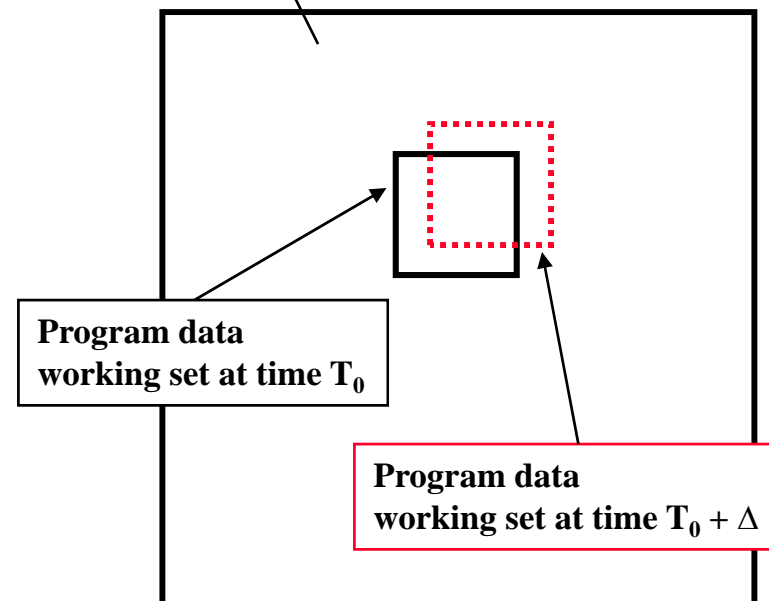 Program data
working set at time T₀
Program data
working set at time T₀ + Δ